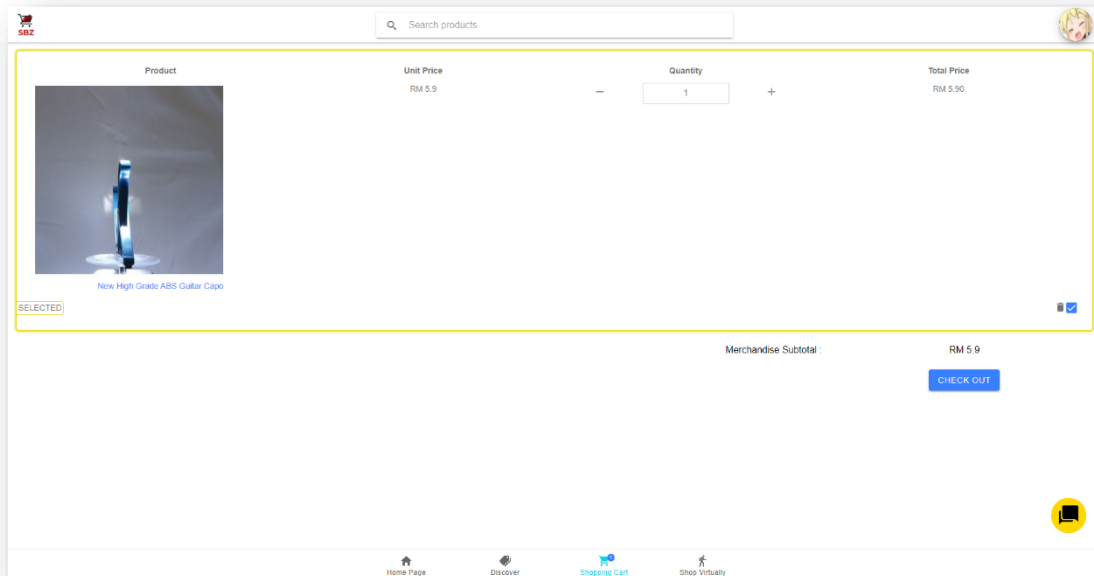 SBZ
Search products
Product Unit Price Quantity Total Price
RM 5.9 1 RM 5.90
New High Grade ABS Guitar Capo
SELECTED
Merchandise Subtotal : RM 5.9
CHECK OUT
Home Page Discover Shopping Cart Shop Virtually